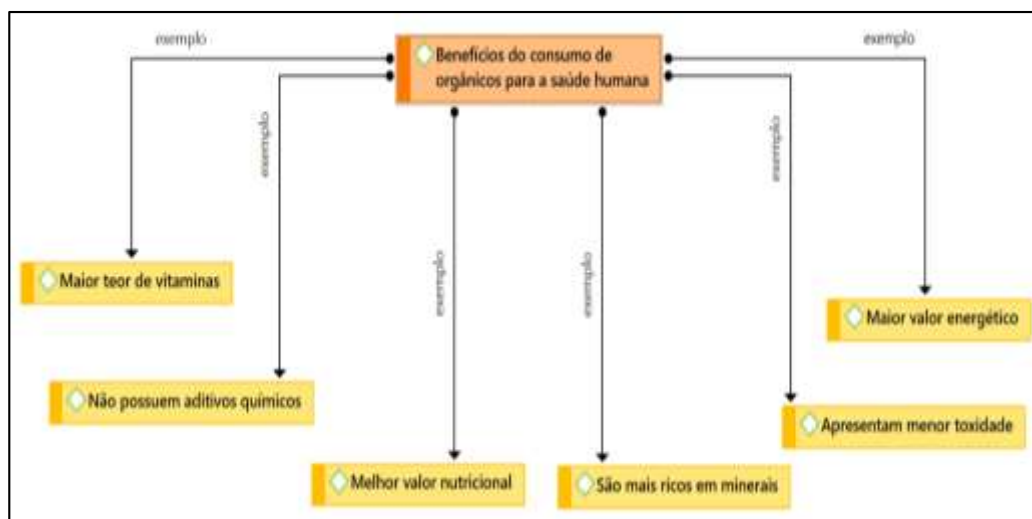 exemplo
Benefícios do consumo de
orgânicos para a saúde humana
exemplo
exemplo
exemplo
exemplo
exemplo
Maior teor de vitaminas
Maior valor energético
Não possuem aditivos químicos
Apresentam menor toxidade
Melhor valor nutricional
São mais ricos em minerais